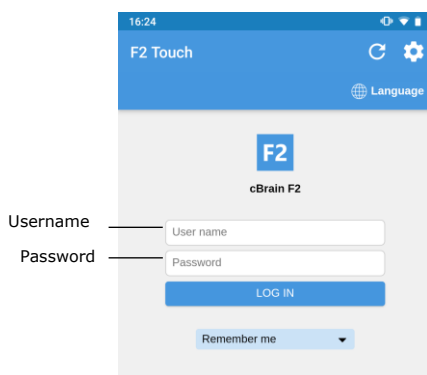 16:24
F2 Touch
Language
F2
cBrain F2
Username
User name
Password
Password
LOG IN
Remember me